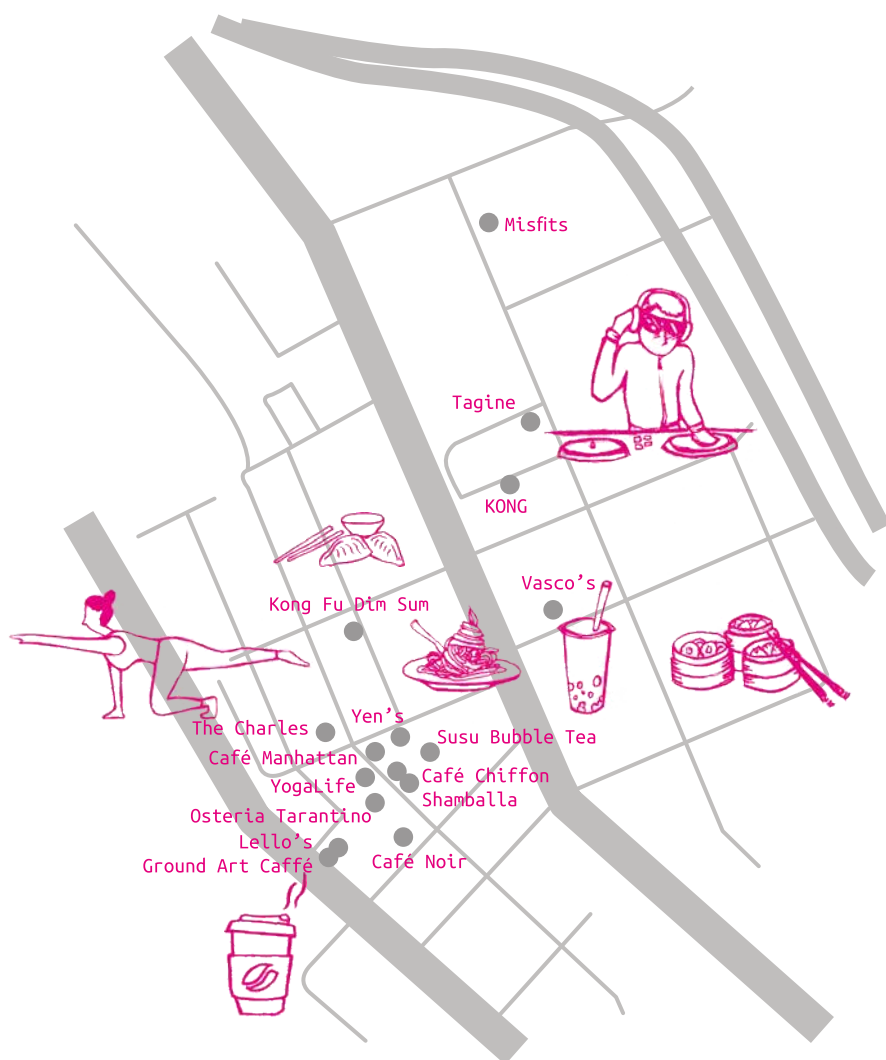 Misfits
Tagine
KONG
Vasco’s
Kong Fu Dim Sum
Yen’s
The Charles
Susu Bubble Tea
Café Manhattan
Café Chiffon
YogaLife
Shamballa
Osteria Tarantino
Lello’s
Café Noir
Ground Art Caffé